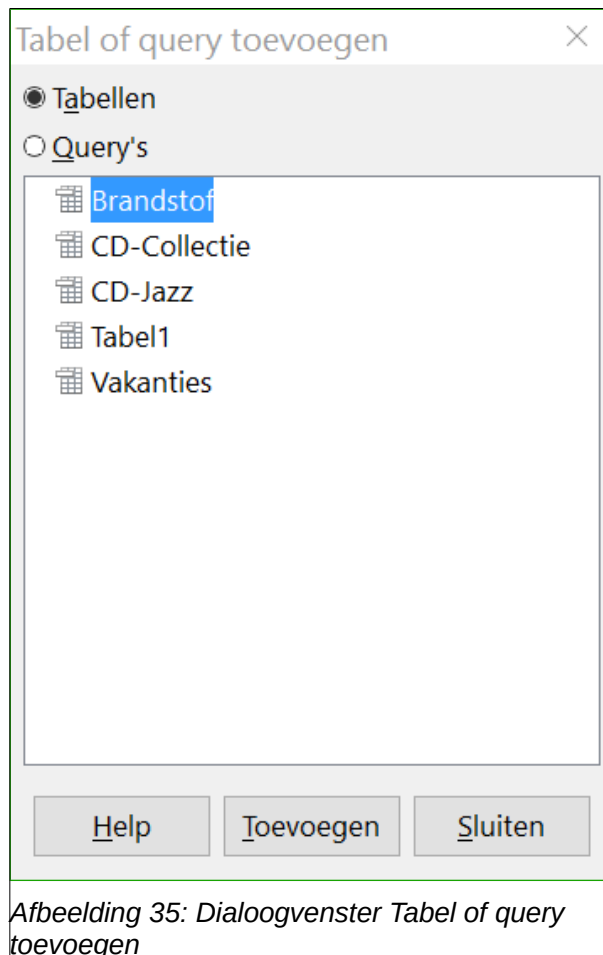 Tabel of query toevoegen
Tabellen
Query's
Brandstof
CD-Collectie
CD-Jazz
Tabel1
Vakanties
Help
Toevoegen
Sluiten
Afbeelding 35: Dialoogvenster Tabel of query
toevoegen